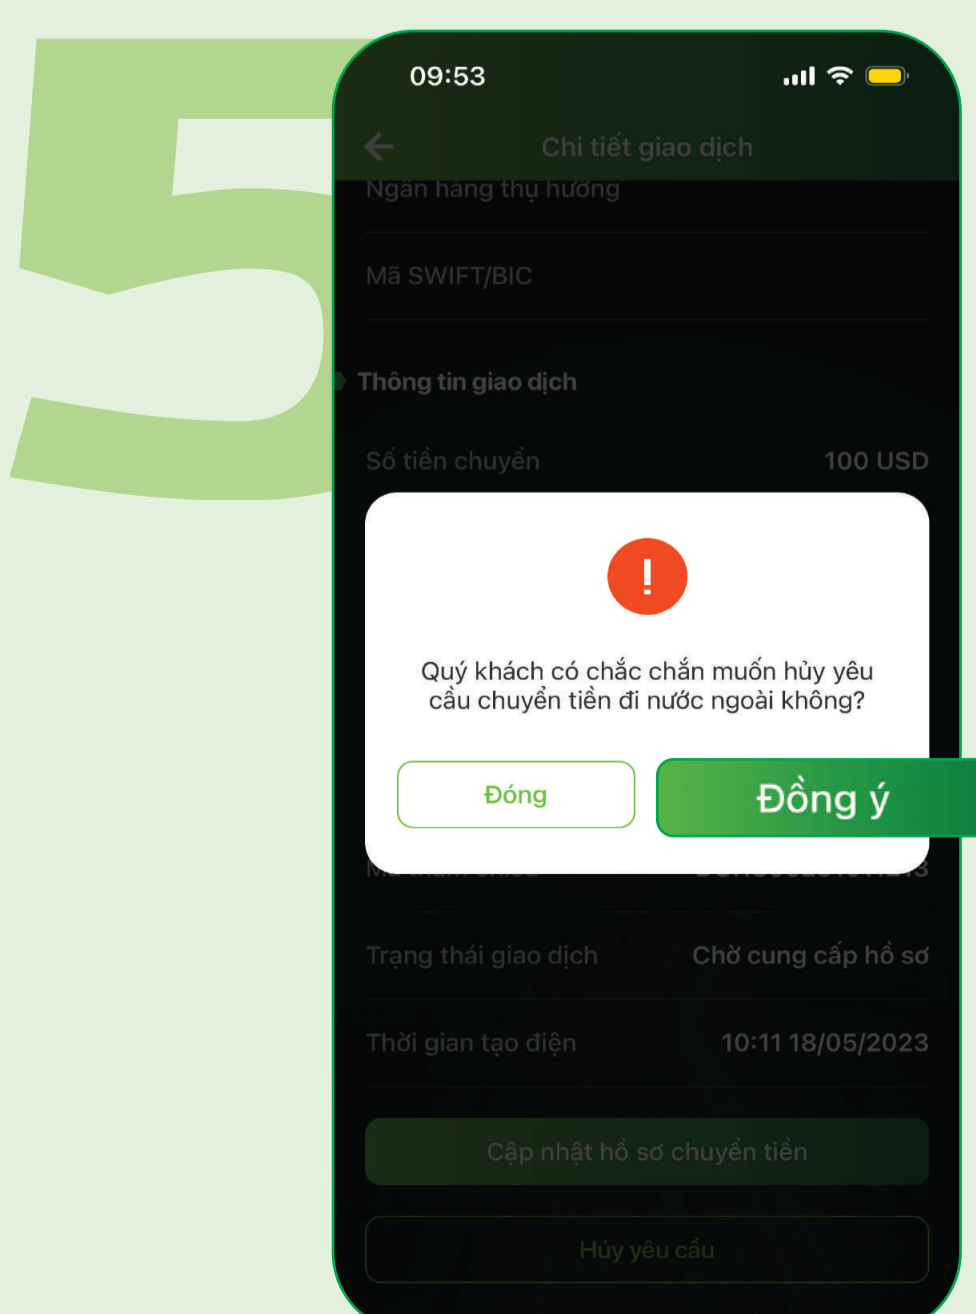 5
09:53
Chi tiết giao dịch
Ngân hàng thụ hưởng
Mã SWIFT/BIC
Thông tin giao dịch
Số tiền chuyển 100 USD
!
Quý khách có chắc chắn muốn hủy yêu
cầu chuyển tiền đi nước ngoài không?
Đóng Đồng ý
Trạng thái giao dịch Chờ cung cấp hồ sơ
Thời gian tạo điện 10:11 18/05/2023
Cập nhật hồ sơ chuyển tiền
Hủy yêu cầu